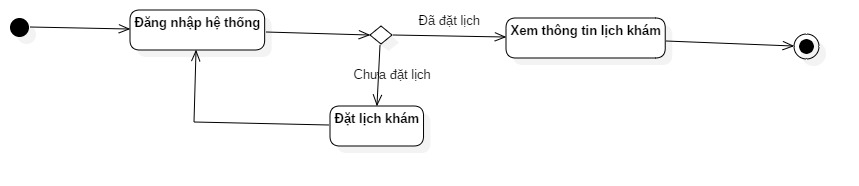 Đăng nhập hệ thống
Đã đặt lịch
Xem thông tin lịch khám
Chưa đặt lịch
Đặt lịch khám